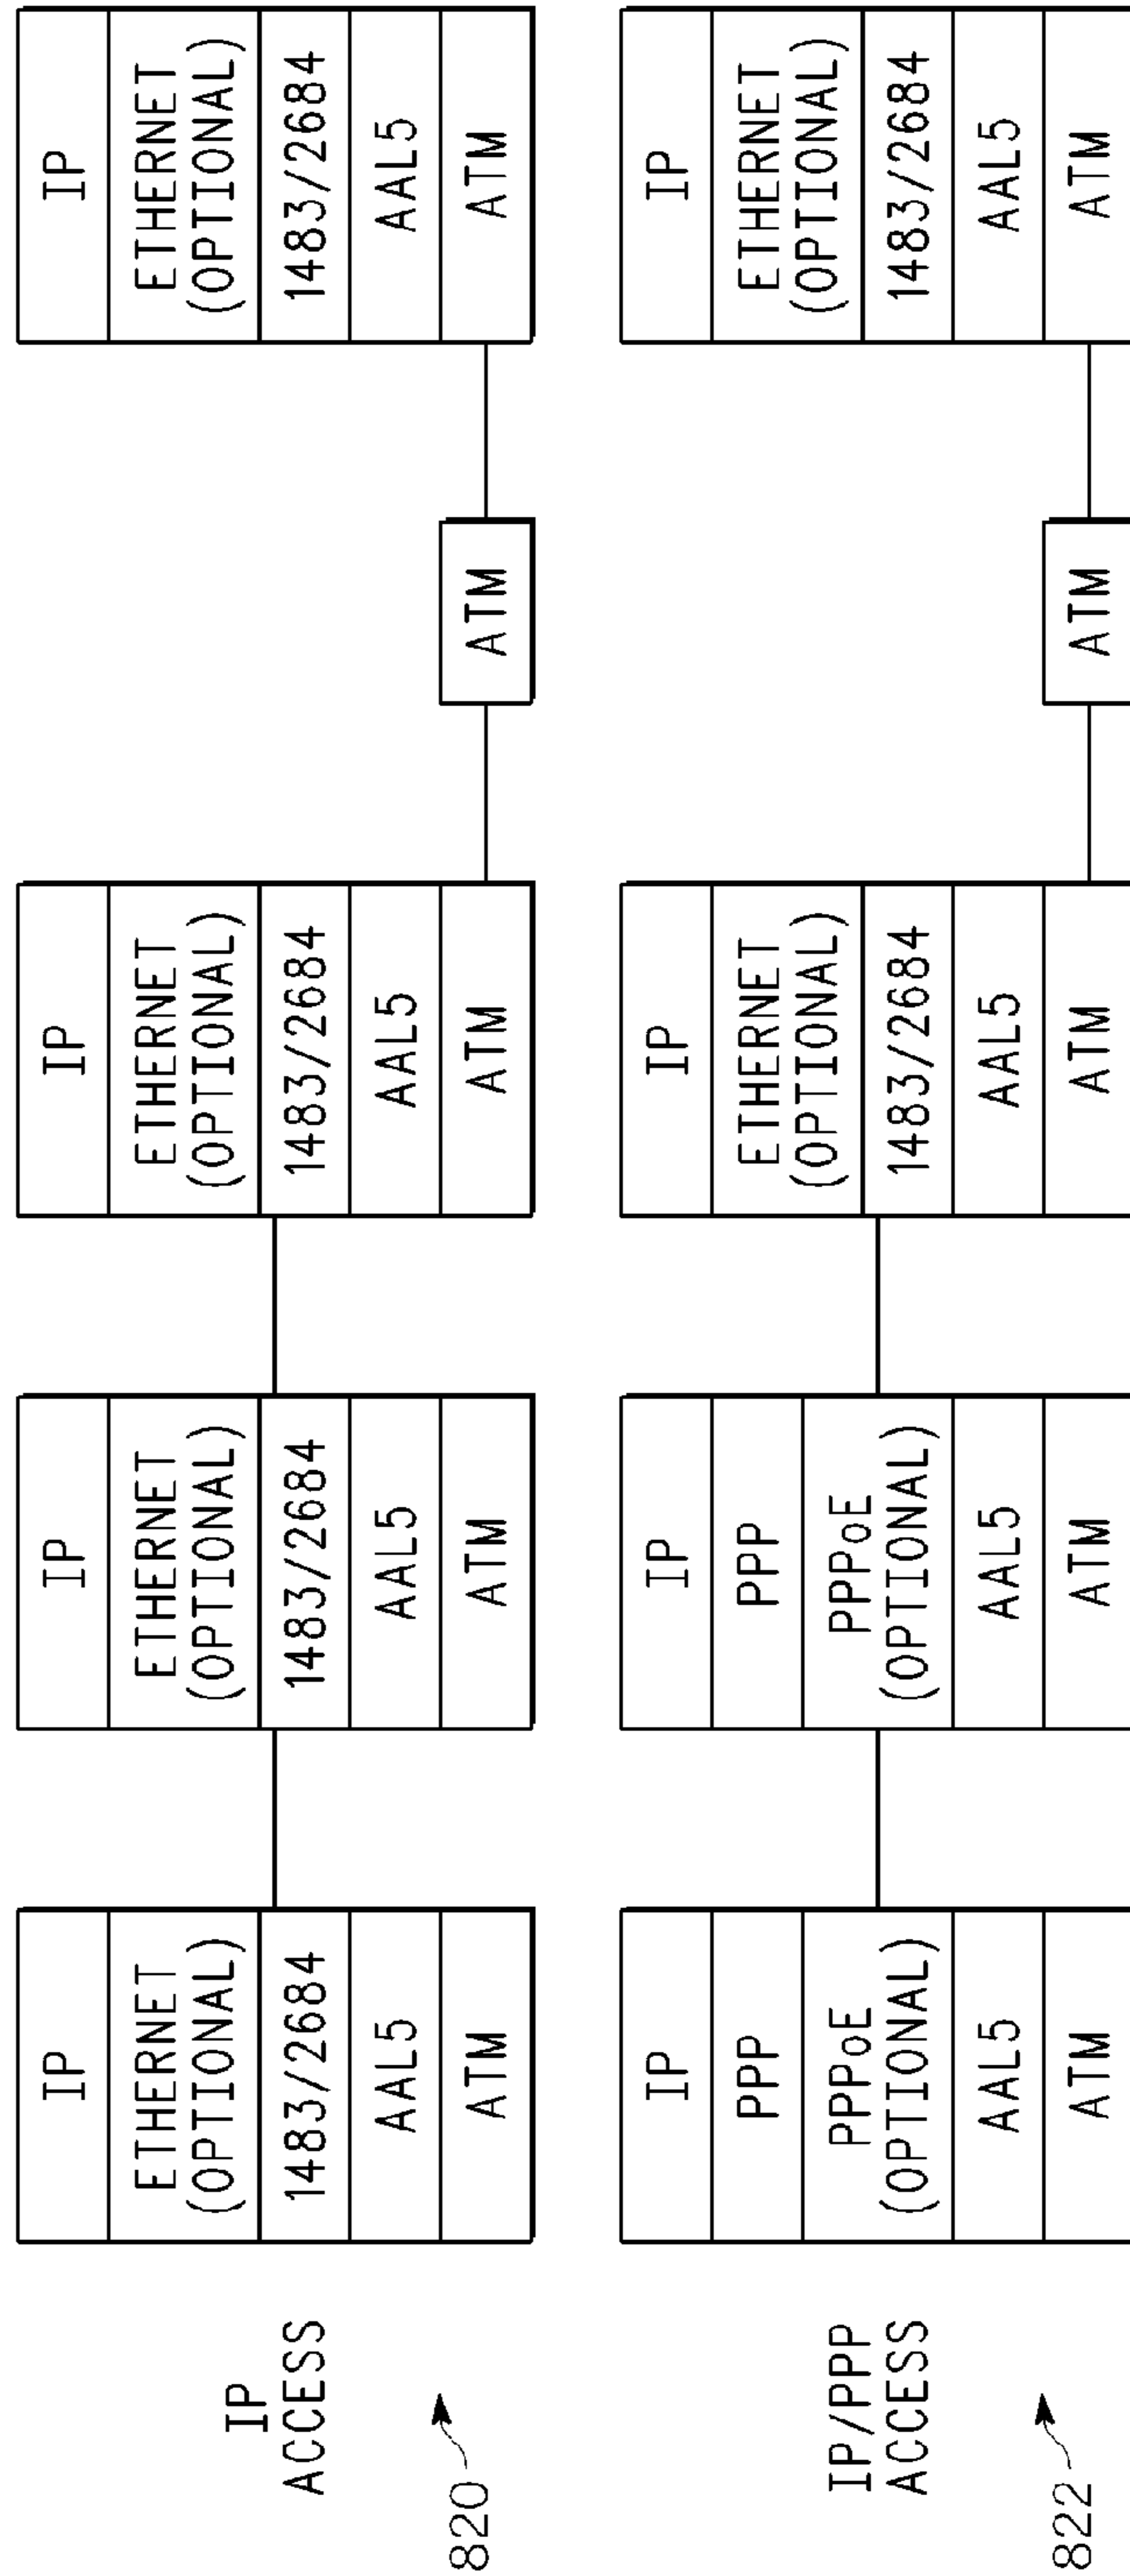 IP
ACCESS
820
IP
ETHERNET
(OPTIONAL)
1483/2684
AAL5
ATM
IP
ETHERNET
(OPTIONAL)
1483/2684
AAL5
ATM
IP
ETHERNET
(OPTIONAL)
1483/2684
AAL5
ATM
ATM
IP
ETHERNET
(OPTIONAL)
1483/2684
AAL5
ATM
IP/PPP
ACCESS
822
IP
PPP
PPPoE
(OPTIONAL)
AAL5
ATM
IP
PPP
PPPoE
(OPTIONAL)
AAL5
ATM
IP
ETHERNET
(OPTIONAL)
1483/2684
AAL5
ATM
ATM
IP
ETHERNET
(OPTIONAL)
1483/2684
AAL5
ATM